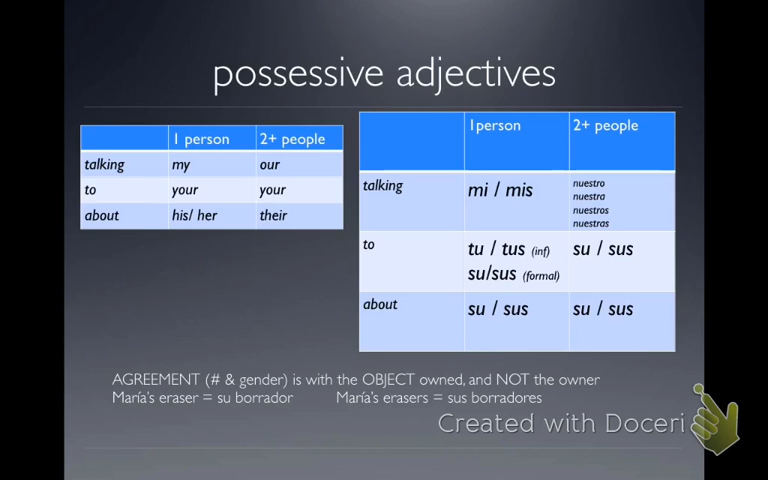 possessive adjectives
1 person 2+ people
talking my our
to your your
about his/ her their
1person 2+ people
talking mi / mis nuestro
nuestra
nuestros
nuestras
to tu / tus (inf) su / sus
su/sus (formal)
about su / sus su / sus
AGREEMENT (# & gender) is with the OBJECT owned, and NOT the owner
María's eraser = su borrador María's erasers = sus borradores
Created with Doceri